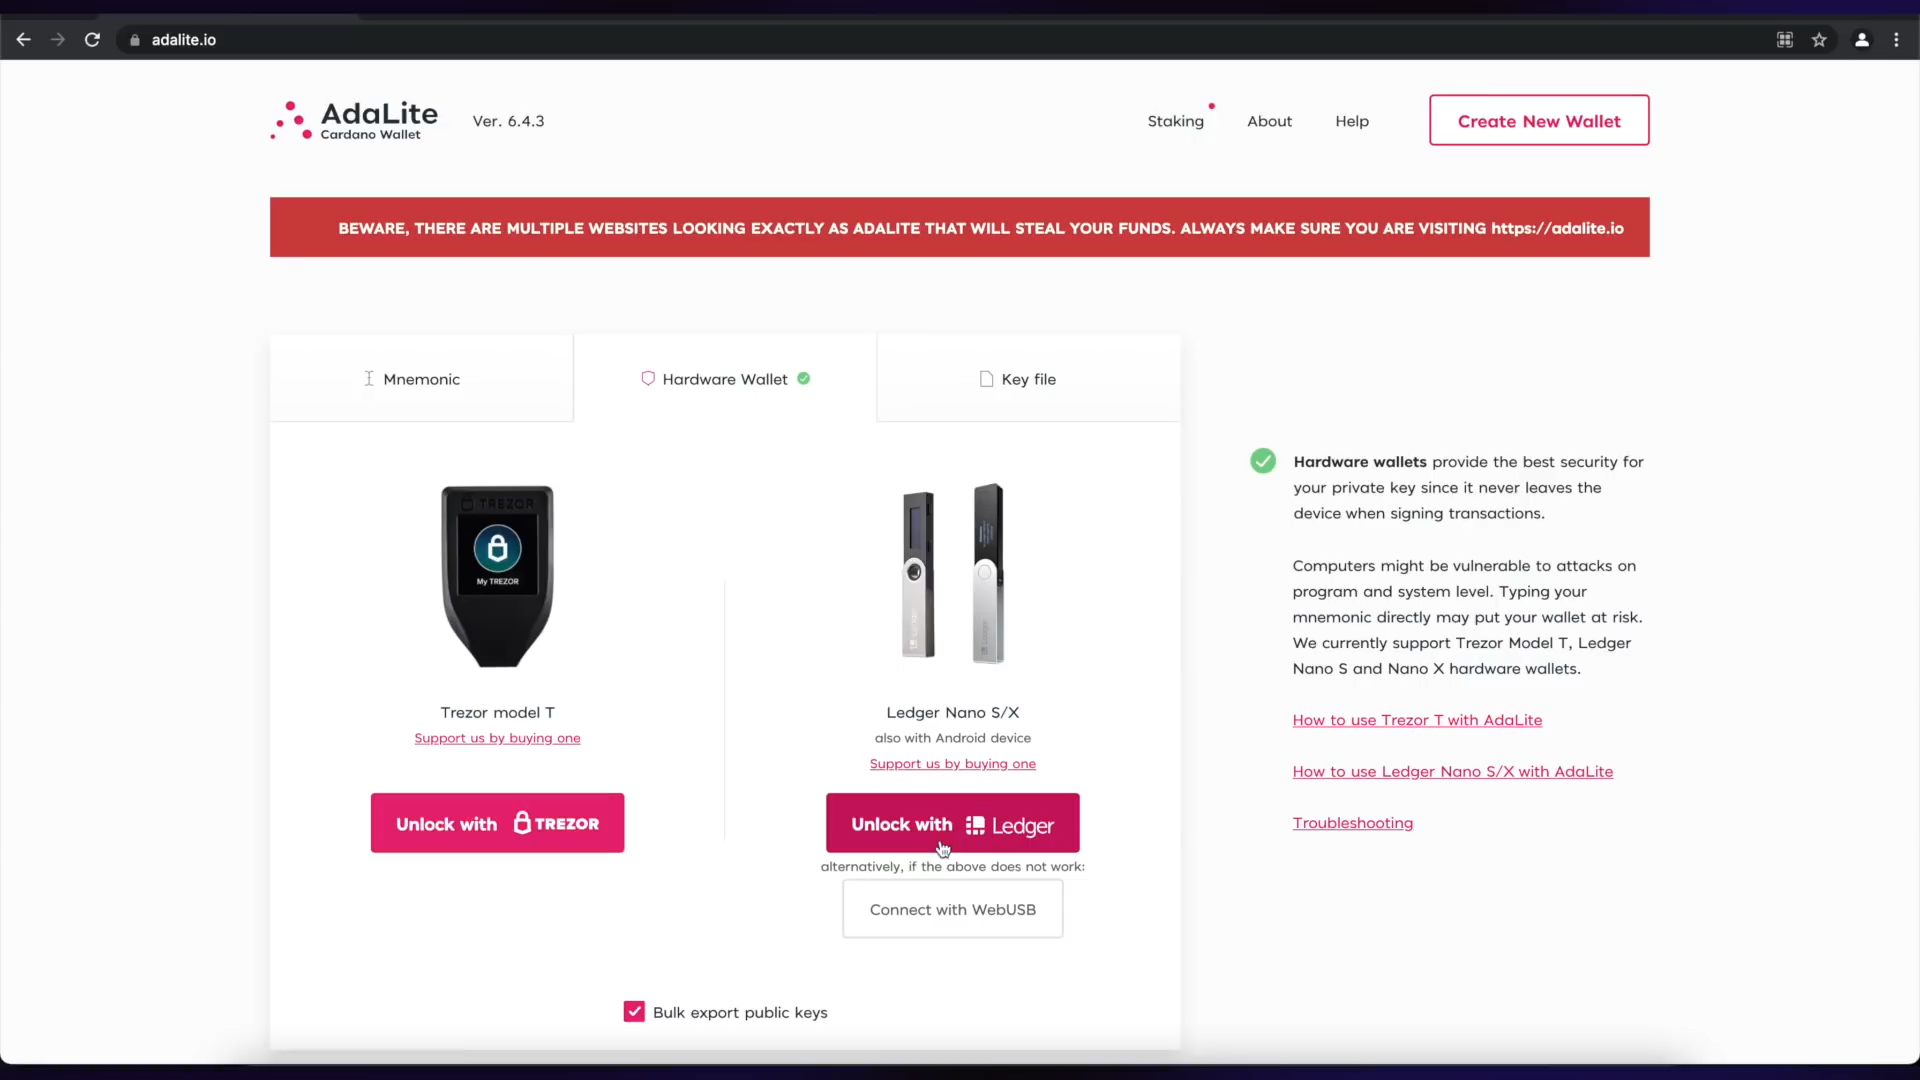 adalite.io
AdaLite
Cardano Wallet
Ver. 6.4.3
Staking
About
Help
Create New Wallet
BEWARE, THERE ARE MULTIPLE WEBSITES LOOKING EXACTLY AS ADALITE THAT WILL STEAL YOUR FUNDS. ALWAYS MAKE SURE YOU ARE VISITING https://adalite.io
Mnemonic
Hardware Wallet
Key file
TREZOR
My TREZOR
Trezor model T
Support us by buying one
Unlock with TREZOR
Ledger Nano S/X
also with Android device
Support us by buying one
Unlock with Ledger
alternatively, if the above does not work:
Connect with WebUSB
Bulk export public keys
Hardware wallets provide the best security for
your private key since it never leaves the
device when signing transactions.
Computers might be vulnerable to attacks on
program and system level. Typing your
mnemonic directly may put your wallet at risk.
We currently support Trezor Model T, Ledger
Nano S and Nano X hardware wallets.
How to use Trezor T with AdaLite
How to use Ledger Nano S/X with AdaLite
Troubleshooting